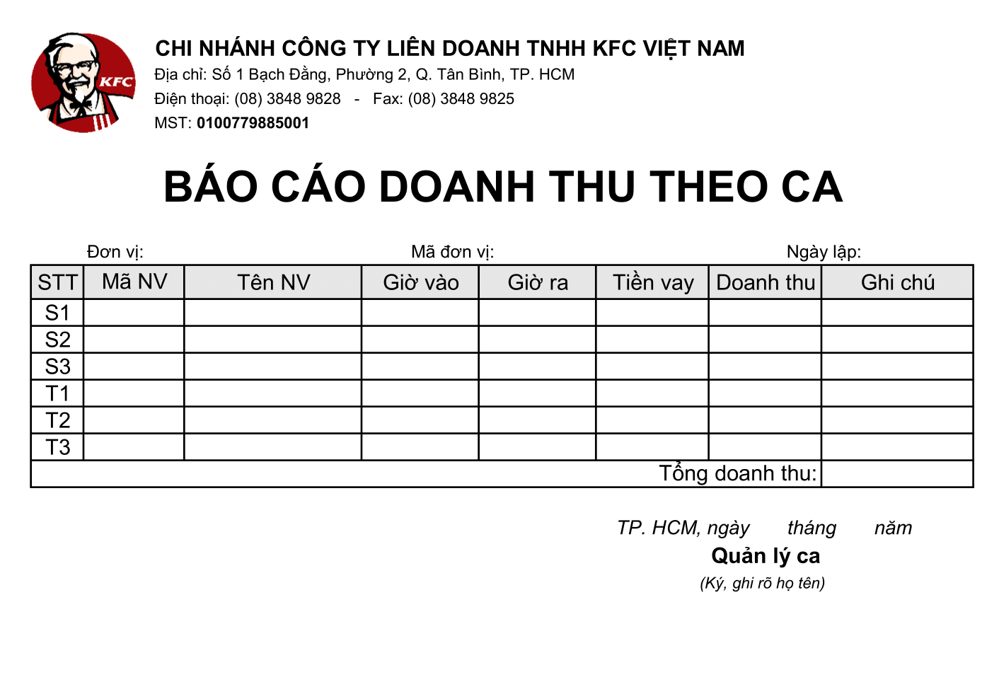 KFC
CHI NHÁNH CÔNG TY LIÊN DOANH TNHH KFC VIỆT NAM
Địa chỉ: Số 1 Bạch Đằng, Phường 2, Q. Tân Bình, TP. HCM
Điện thoại: (08) 3848 9828 - Fax: (08) 3848 9825
MST: 0100779885001
BÁO CÁO DOANH THU THEO CA
Đơn vị: Mã đơn vị: Ngày lập:
STT Mã NV Tên NV Giờ vào Giờ ra Tiền vay Doanh thu Ghi chú
S1
S2
S3
T1
T2
T3
Tổng doanh thu:
TP. HCM, ngày tháng năm
Quản lý ca
(Ký, ghi rõ họ tên)